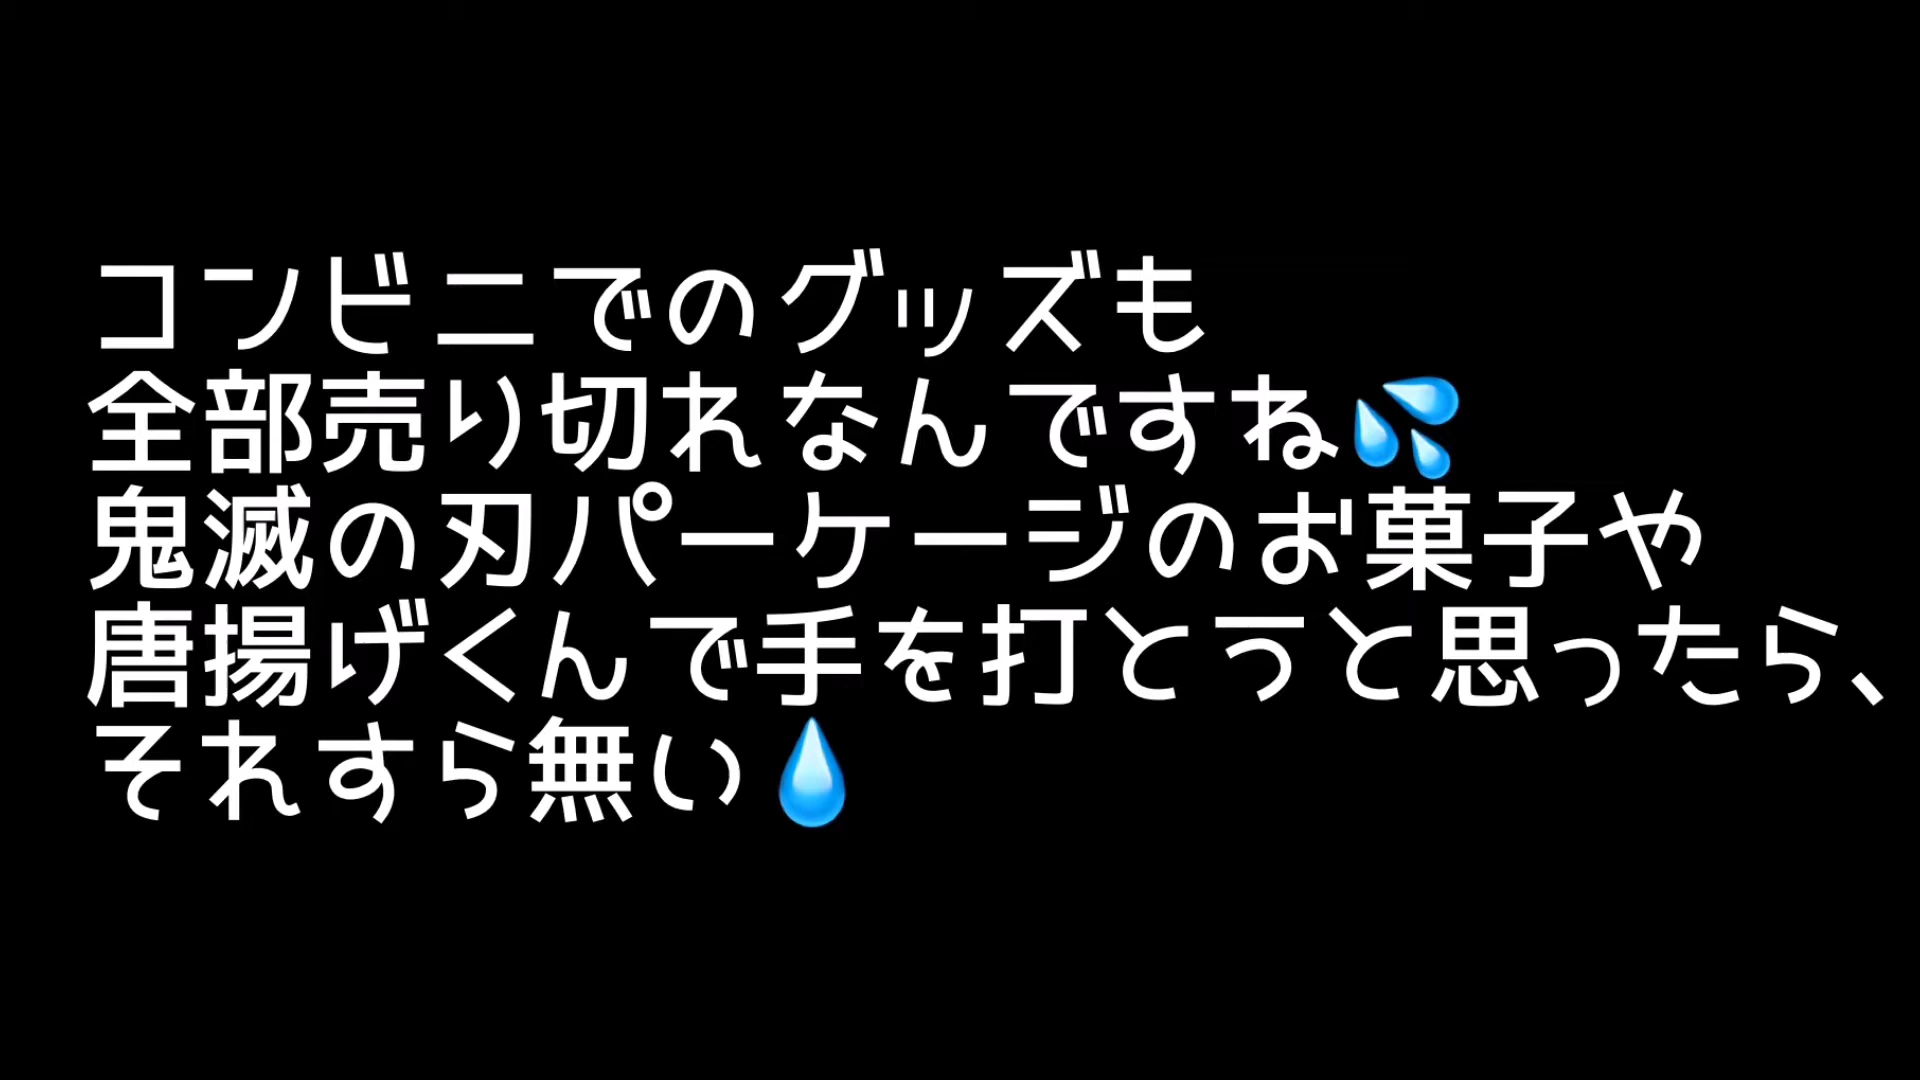 コンビニでのグッズも
全部売り切れなんですね💦
鬼滅の刃パーケージのお菓子や
唐揚げくんで手を打とうと思ったら、
それすら無い💧